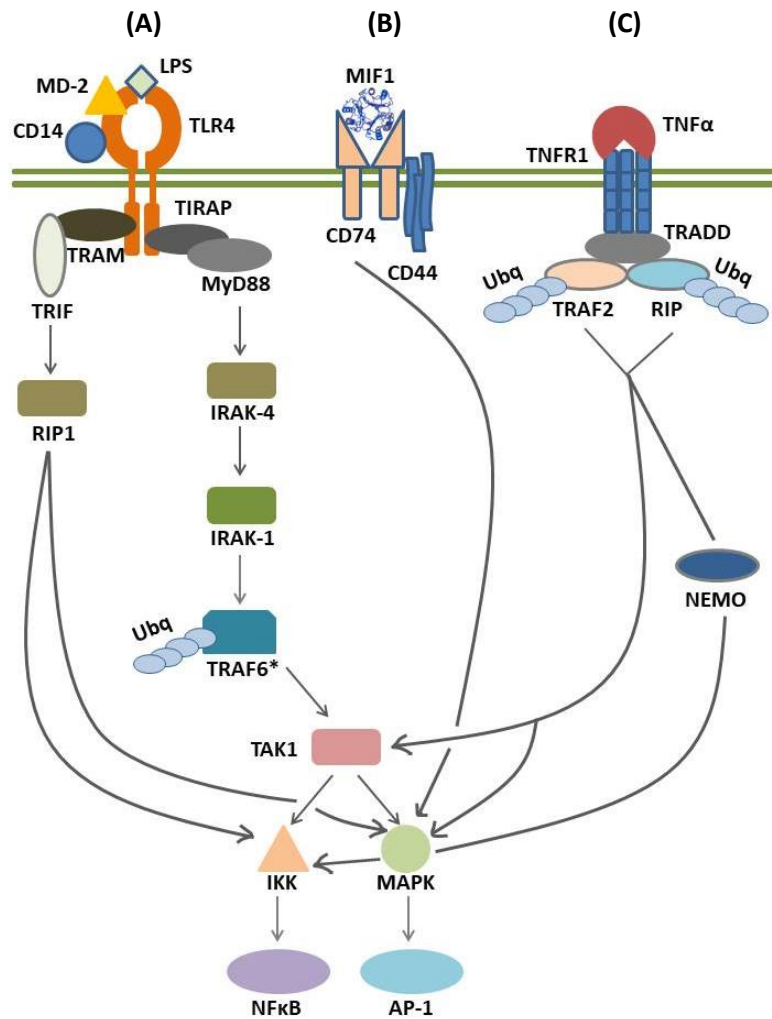 (A)
(B)
(C)
LPS
MD-2
MIF1
CD14
TLR4
TNFα
TNFR1
TIRAP
TRAM
CD74
TRADD
MyD88
CD44
Ubq
Ubq
TRIF
TRAF2
RIP
RIP1
IRAK-4
IRAK-1
NEMO
Ubq
TRAF6*
TAK1
IKK
MAPK
NFκB
AP-1